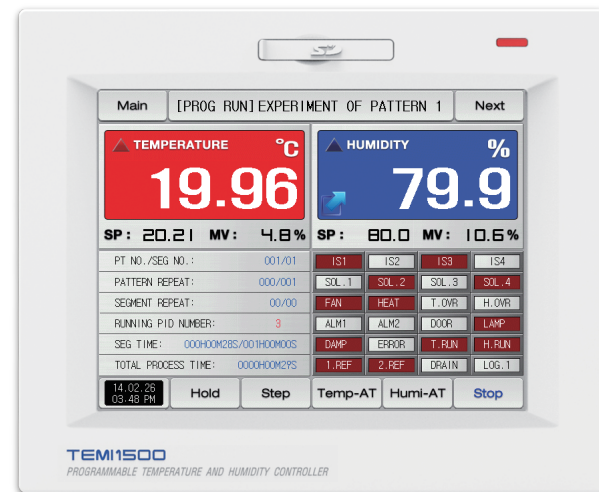 SD
Main [PROG RUN] EXPERIMENT OF PATTERN 1 Next
TEMPERATURE °C HUMIDITY %
19.96 79.9
SP: 20.21 MV: 4.8% SP: 80.0 MV: 10.6%
PT NO./SEG NO.: 001/01 IS1 IS2 IS3 IS4
PATTERN REPEAT: 000/001 SOL.1 SOL.2 SOL.3 SOL.4
SEGMENT REPEAT: 00/00 FAN HEAT T.OVR H.OVR
RUNNING PID NUMBER: 3 ALM1 ALM2 DOOR LAMP
SEG TIME: 000H00M28S/001H00M00S DAMP ERROR T.RUN H.RUN
TOTAL PROCESS TIME: 0000H00M29S 1.REF 2.REF DRAIN LOG.1
14.02.26
03.48 PM Hold Step Temp-AT Humi-AT Stop
TEMI1500
PROGRAMMABLE TEMPERATURE AND HUMIDITY CONTROLLER